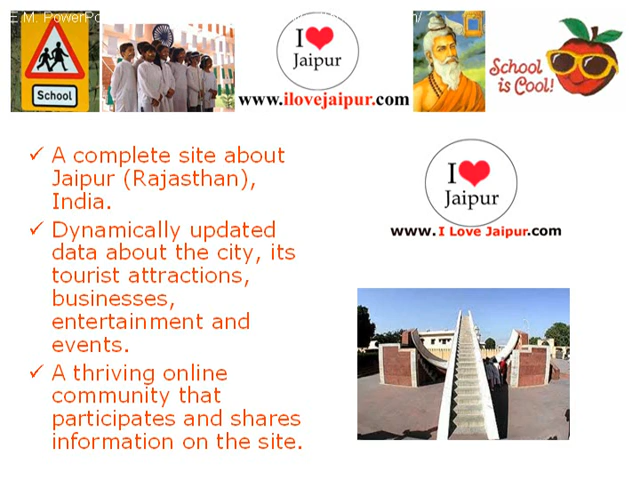 E.M. PowerPo
School
I
Jaipur
www.ilovejaipur.com
School
is Cool!
✓ A complete site about
Jaipur (Rajasthan),
India.
✓ Dynamically updated
data about the city, its
tourist attractions,
businesses,
entertainment and
events.
✓ A thriving online
community that
participates and shares
information on the site.
I
Jaipur
www.I Love Jaipur.com